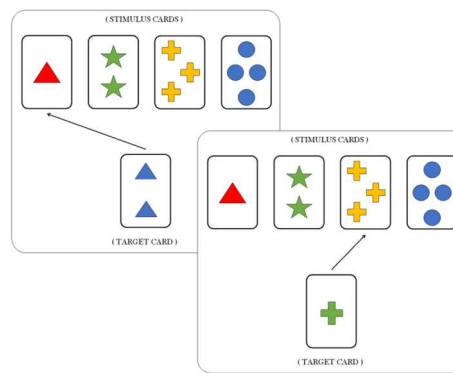 ( STIMULUS CARDS)
( TARGET CARD )
(STIMULUS CARDS)
(TARGET CARD)